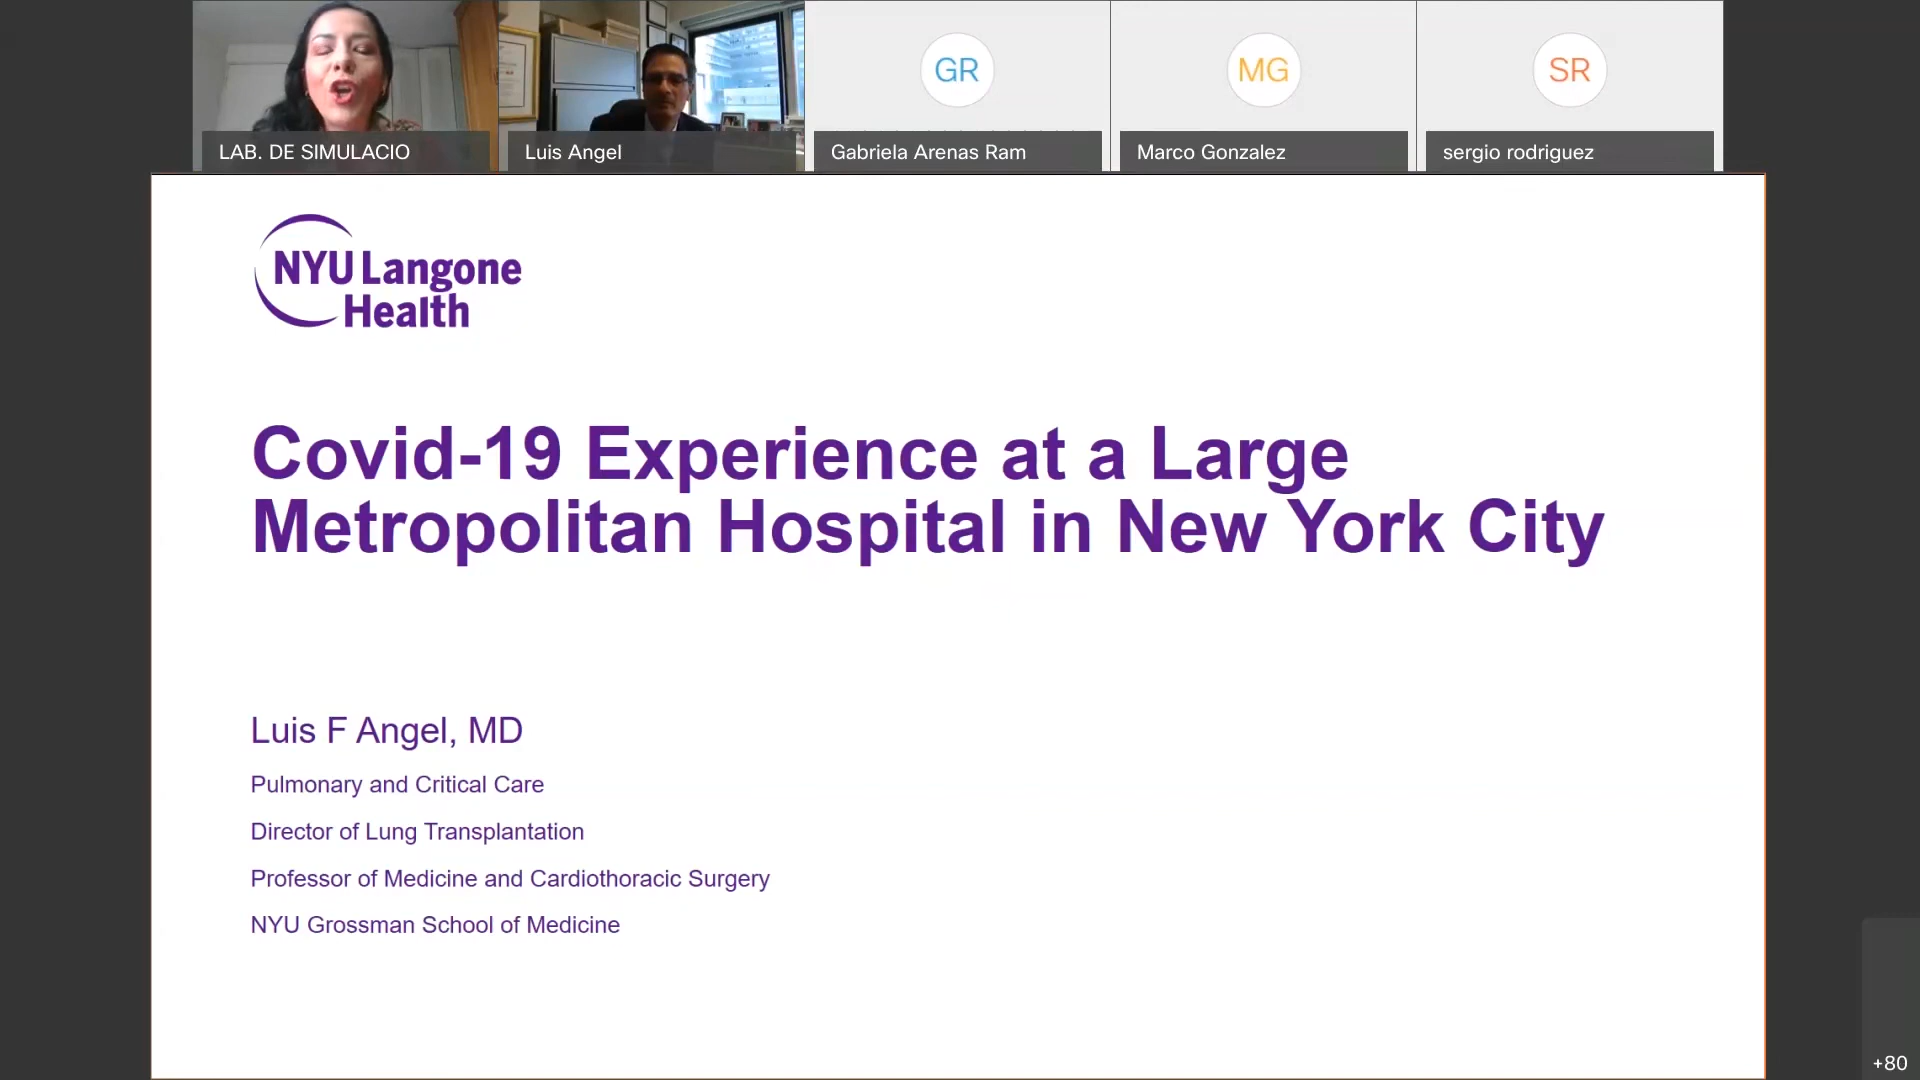 LAB. DE SIMULACIO
Luis Angel
GR
Gabriela Arenas Ram
MG
Marco Gonzalez
SR
sergio rodriguez
NYU Langone
Health
Covid-19 Experience at a Large
Metropolitan Hospital in New York City
Luis F Angel, MD
Pulmonary and Critical Care
Director of Lung Transplantation
Professor of Medicine and Cardiothoracic Surgery
NYU Grossman School of Medicine
+80